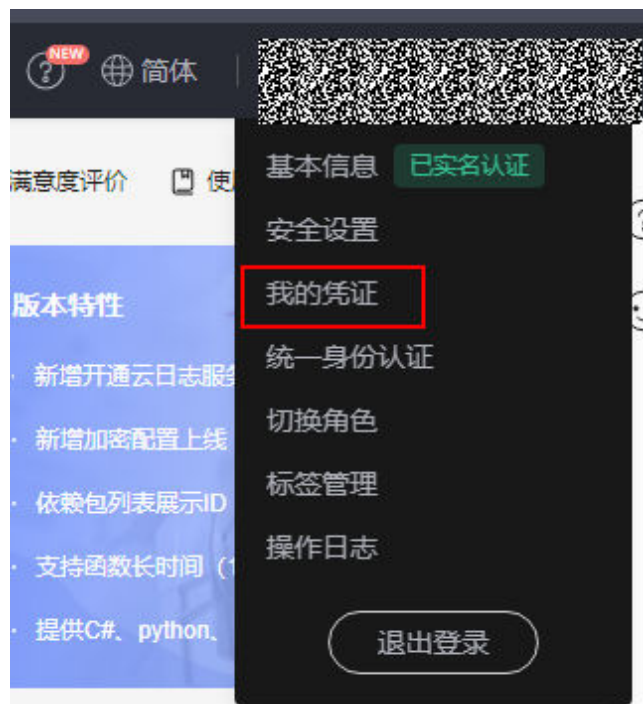 NEW
? 简体
满意度评价 使
基本信息 已实名认证
安全设置
我的凭证
版本特性
统一身份认证
· 新增开通云日志服务
切换角色
· 新增加密配置上线
标签管理
· 依赖包列表展示ID
操作日志
· 支持函数长时间（1
· 提供C#、python、
退出登录